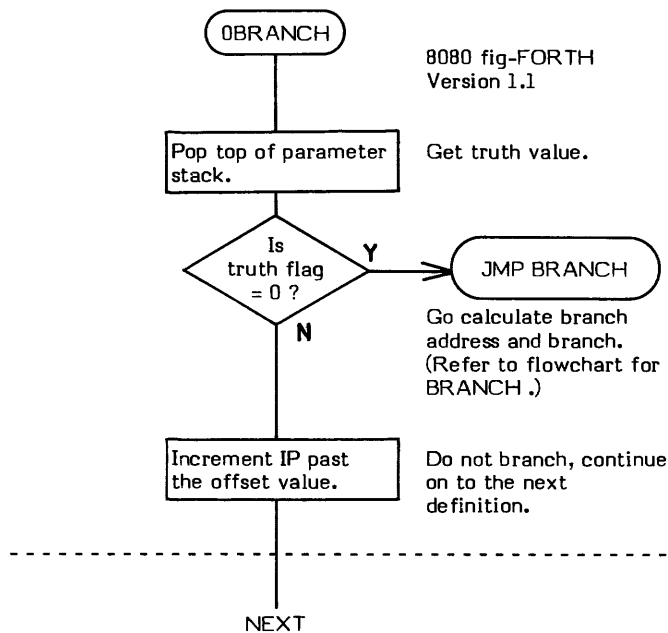 0BRANCH
8080 fig-FORTH
Version 1.1
Pop top of parameter
stack.
Get truth value.
Is
truth flag
= 0 ?
Y
JMP BRANCH
N
Go calculate branch
address and branch.
(Refer to flowchart for
BRANCH .)
Increment IP past
the offset value.
Do not branch, continue
on to the next
definition.
NEXT